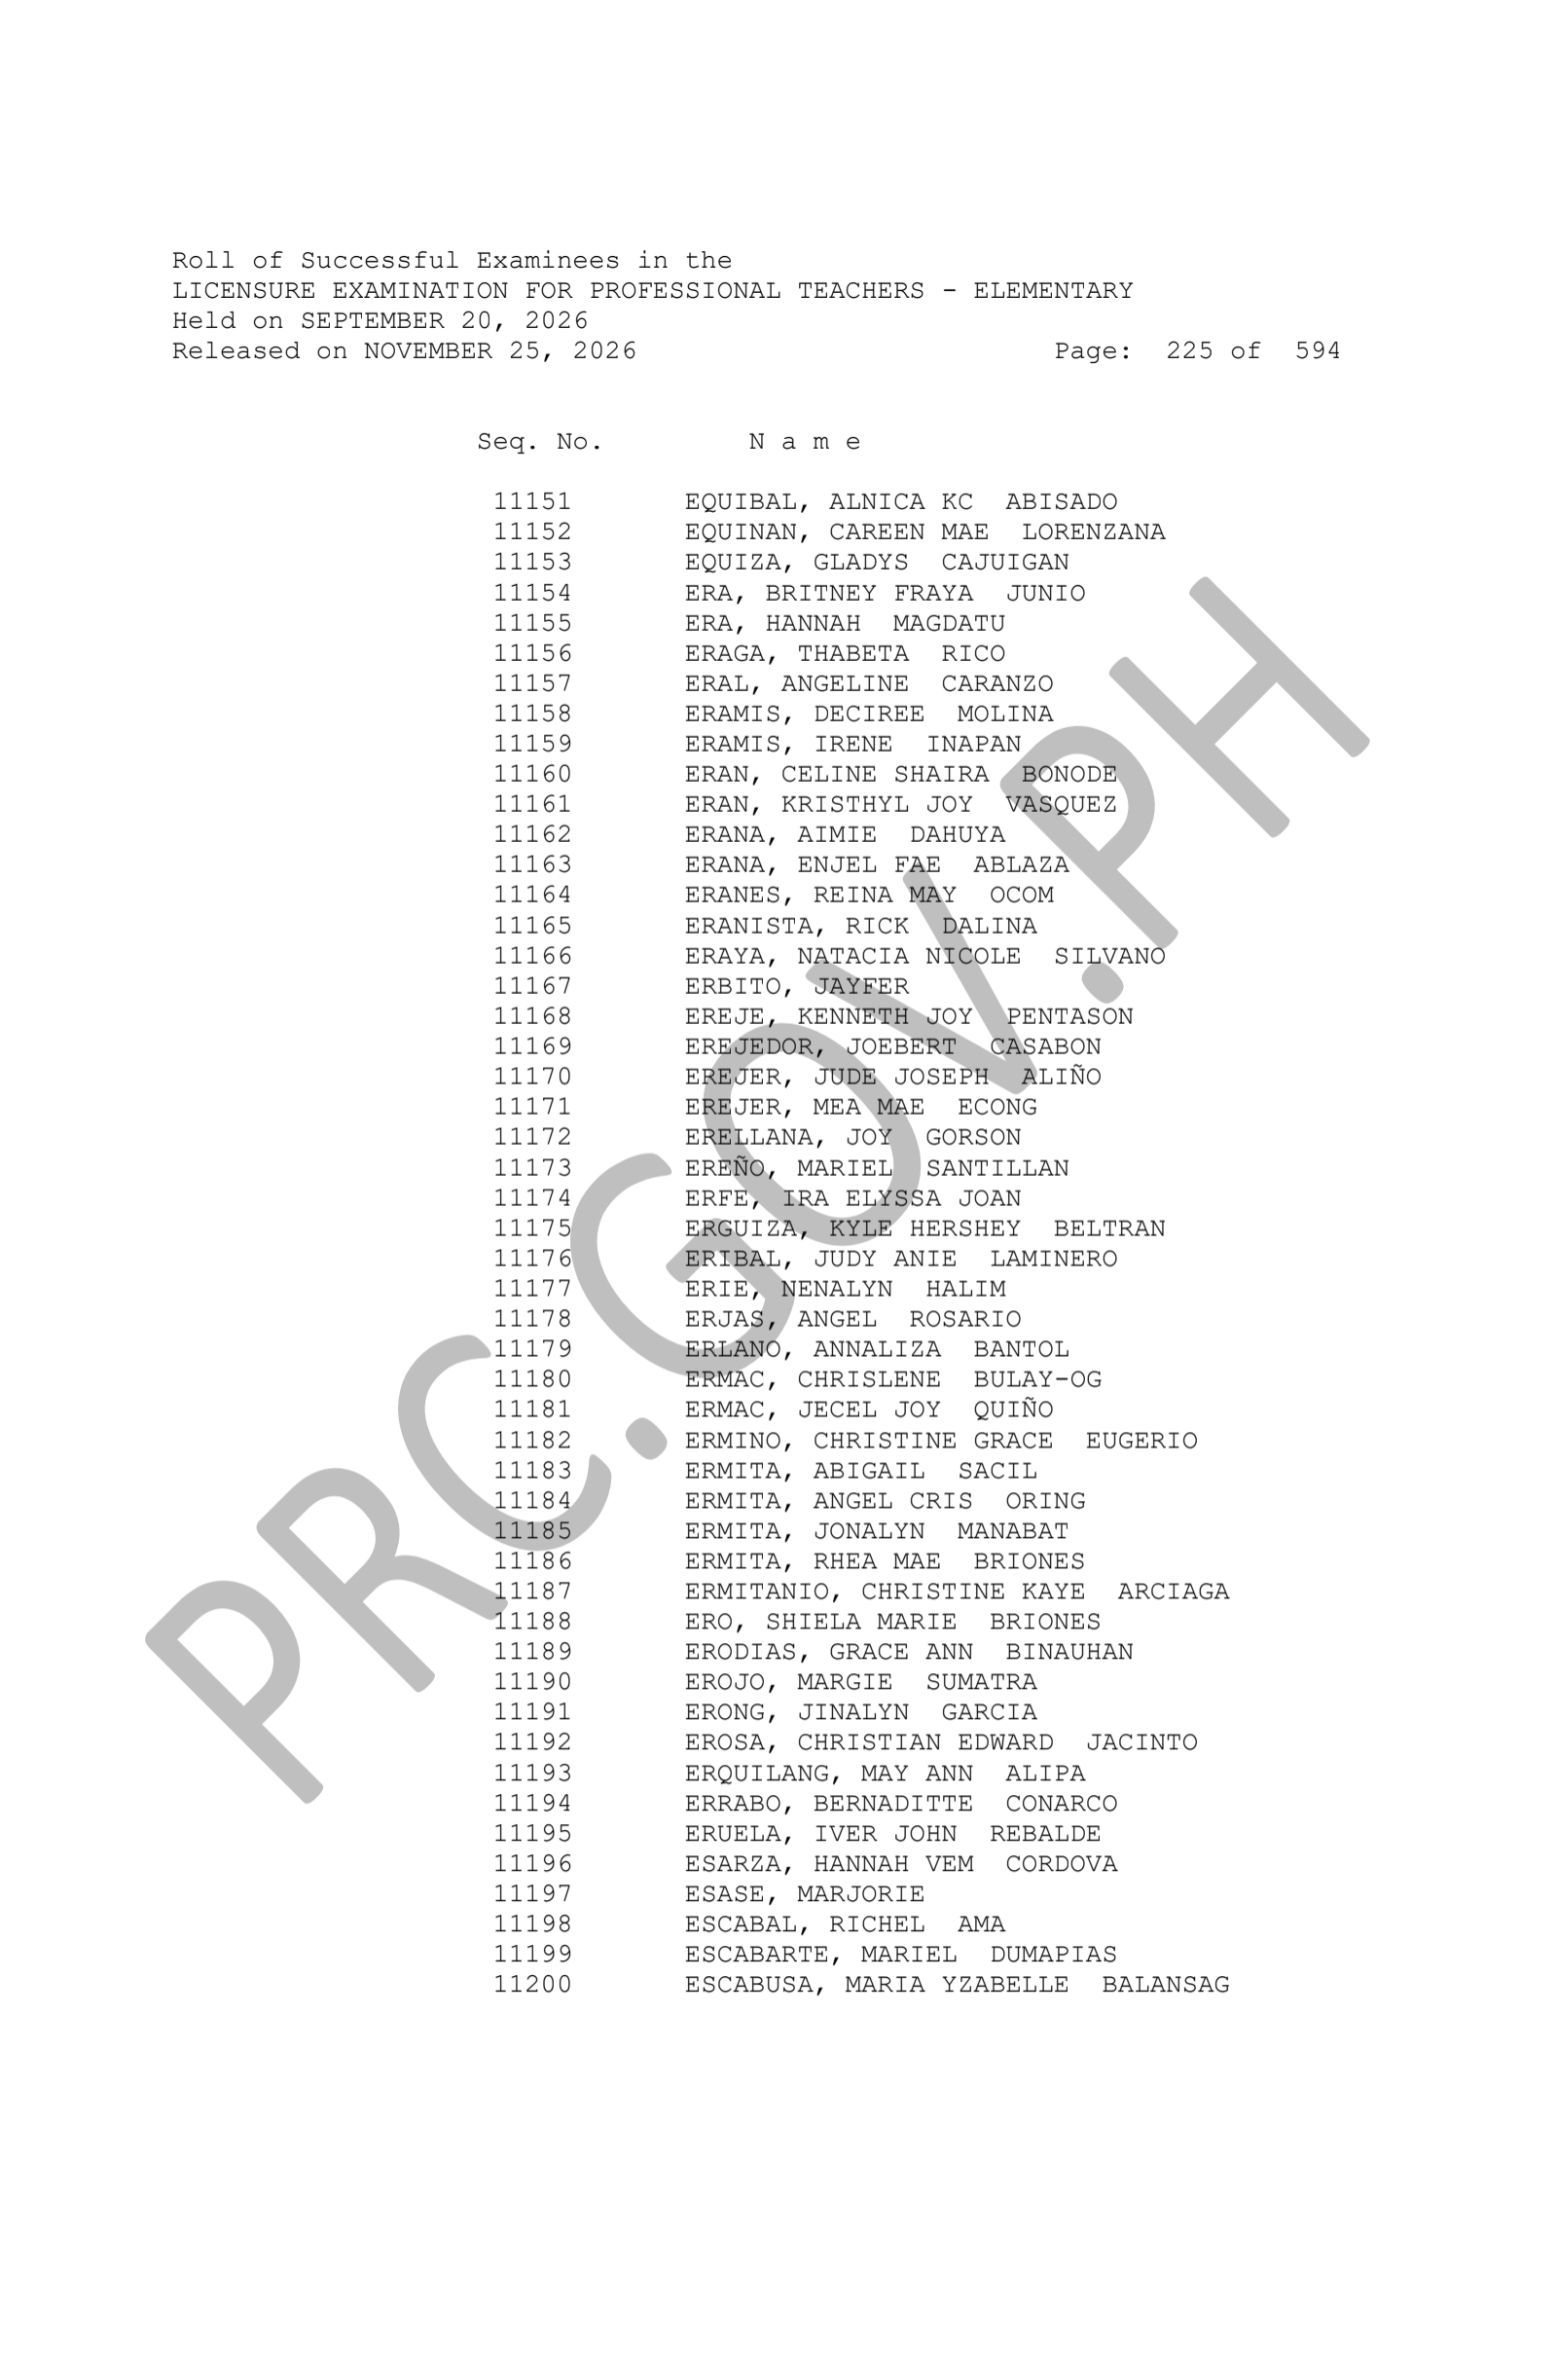 Roll of Successful Examinees in the
LICENSURE EXAMINATION FOR PROFESSIONAL TEACHERS - ELEMENTARY
Held on SEPTEMBER 20, 2026
Released on NOVEMBER 25, 2026 Page: 225 of 594
Seq. No. N a m e
11151 EQUIBAL, ALNICA KC ABISADO
11152 EQUINAN, CAREEN MAE LORENZANA
11153 EQUIZA, GLADYS CAJUIGAN
11154 ERA, BRITNEY FRAYA JUNIO
11155 ERA, HANNAH MAGDATU
11156 ERAGA, THABETA RICO
11157 ERAL, ANGELINE CARANZO
11158 ERAMIS, DECIREE MOLINA
11159 ERAMIS, IRENE INAPAN
11160 ERAN, CELINE SHAIRA BONODE
11161 ERAN, KRISTHYL JOY VASQUEZ
11162 ERANA, AIMIE DAHUYA
11163 ERANA, ENJEL FAE ABLAZA
11164 ERANES, REINA MAY OCOM
11165 ERANISTA, RICK DALINA
11166 ERAYA, NATACIA NICOLE SILVANO
11167 ERBITO, JAYFER
11168 EREJE, KENNETH JOY PENTASON
11169 EREJEDOR, JOEBERT CASABON
11170 EREJER, JUDE JOSEPH ALIÑO
11171 EREJER, MEA MAE ECONG
11172 ERELLANA, JOY GORSON
11173 EREÑO, MARIEL SANTILLAN
11174 ERFE, IRA ELYSSA JOAN
11175 ERGUIZA, KYLE HERSHEY BELTRAN
11176 ERIBAL, JUDY ANIE LAMINERO
11177 ERIE, NENALYN HALIM
11178 ERJAS, ANGEL ROSARIO
11179 ERLANO, ANNALIZA BANTOL
11180 ERMAC, CHRISLENE BULAY-OG
11181 ERMAC, JECEL JOY QUIÑO
11182 ERMINO, CHRISTINE GRACE EUGERIO
11183 ERMITA, ABIGAIL SACIL
11184 ERMITA, ANGEL CRIS ORING
11185 ERMITA, JONALYN MANABAT
11186 ERMITA, RHEA MAE BRIONES
11187 ERMITANIO, CHRISTINE KAYE ARCIAGA
11188 ERO, SHIELA MARIE BRIONES
11189 ERODIAS, GRACE ANN BINAUHAN
11190 EROJO, MARGIE SUMATRA
11191 ERONG, JINALYN GARCIA
11192 EROSA, CHRISTIAN EDWARD JACINTO
11193 ERQUILANG, MAY ANN ALIPA
11194 ERRABO, BERNADITTE CONARCO
11195 ERUELA, IVER JOHN REBALDE
11196 ESARZA, HANNAH VEM CORDOVA
11197 ESASE, MARJORIE
11198 ESCABAL, RICHEL AMA
11199 ESCABARTE, MARIEL DUMAPIAS
11200 ESCABUSA, MARIA YZABELLE BALANSAG
PRC.GOV.PH